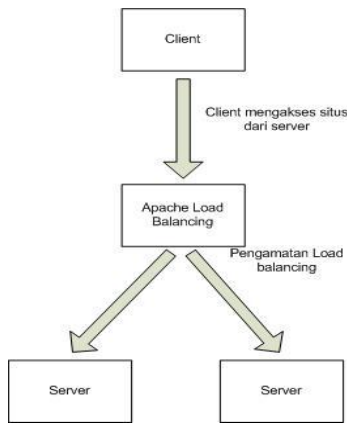 Client
Client mengakses situs
dari server
Apache Load
Balancing
Pengamatan Load
balancing
Server
Server